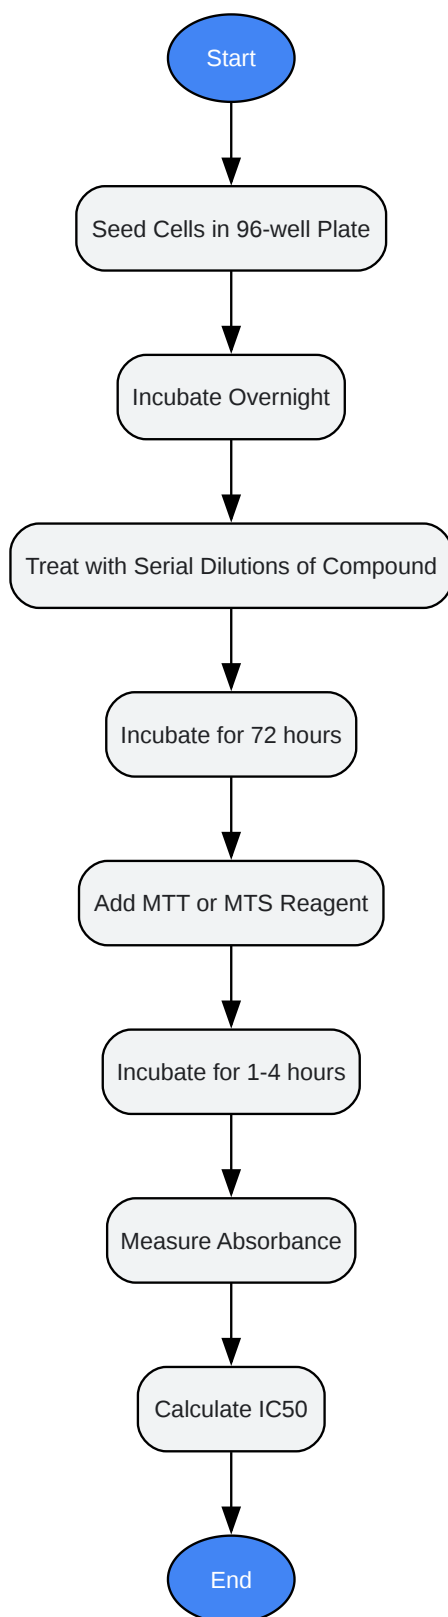 Start
Seed Cells in 96-well Plate
Incubate Overnight
Treat with Serial Dilutions of Compound
Incubate for 72 hours
Add MTT or MTS Reagent
Incubate for 1-4 hours
Measure Absorbance
Calculate IC50
End